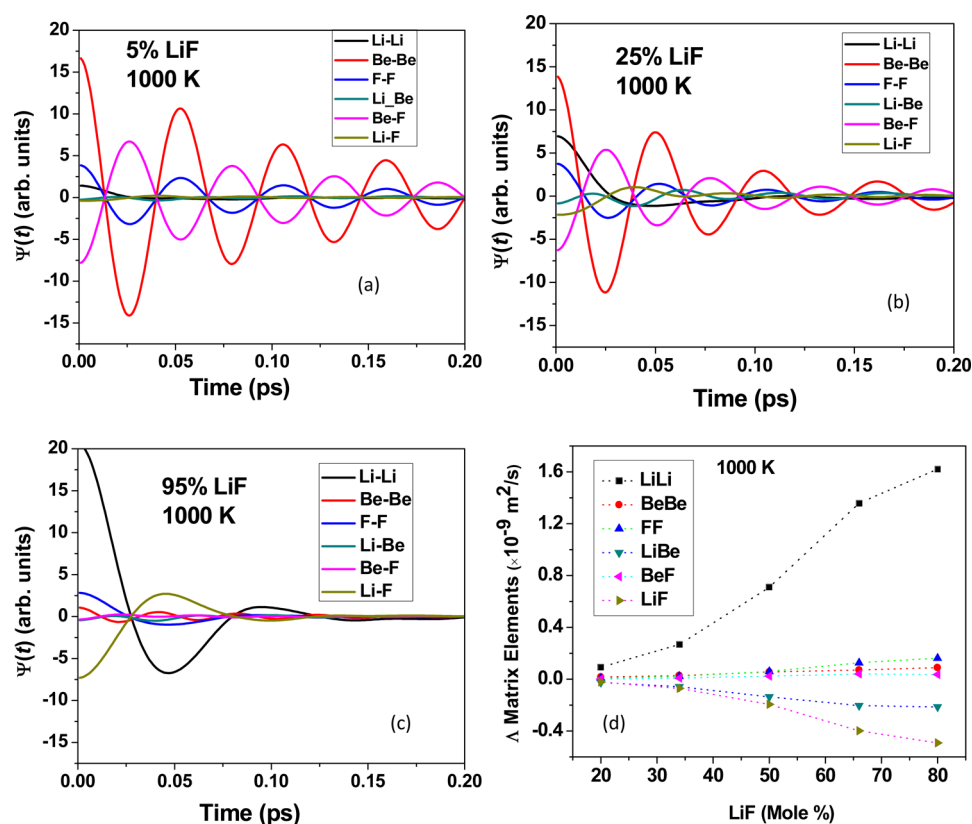 5% LiF
1000 K
Li-Li
Be-Be
F-F
Li_Be
Be-F
Li-F
Ψ(t) (arb. units)
20
15
10
5
0
-5
-10
-15
(a)
0.00 0.05 0.10 0.15 0.20
Time (ps)
25% LiF
1000 K
Li-Li
Be-Be
F-F
Li-Be
Be-F
Li-F
Ψ(t) (arb. units)
20
15
10
5
0
-5
-10
-15
(b)
0.00 0.05 0.10 0.15 0.20
Time (ps)
95% LiF
1000 K
Li-Li
Be-Be
F-F
Li-Be
Be-F
Li-F
Ψ(t) (arb. units)
20
15
10
5
0
-5
-10
-15
(c)
0.00 0.05 0.10 0.15 0.20
Time (ps)
1000 K
LiLi
BeBe
FF
LiBe
BeF
LiF
Λ Matrix Elements (×10⁻⁹ m²/s)
1.6
1.2
0.8
0.4
0.0
-0.4
(d)
20 30 40 50 60 70 80
LiF (Mole %)